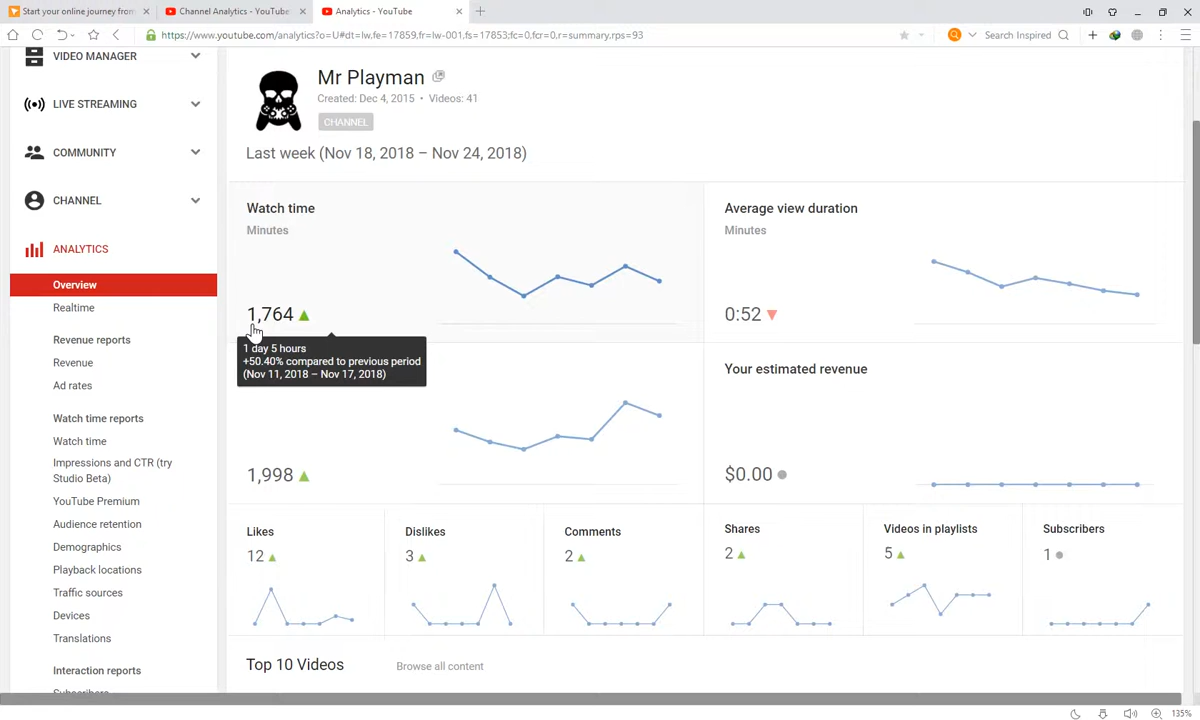 Start your online journey from
Channel Analytics - YouTube
Analytics - YouTube
https://www.youtube.com/analytics?o=U#dt=lw,fe=17859,fr=lw-001,fs=17853;fc=0,fcr=0,r=summary,rps=93
Search Inspired
VIDEO MANAGER
LIVE STREAMING
COMMUNITY
CHANNEL
ANALYTICS
Overview
Realtime
Revenue reports
Revenue
Ad rates
Watch time reports
Watch time
Impressions and CTR (try
Studio Beta)
YouTube Premium
Audience retention
Demographics
Playback locations
Traffic sources
Devices
Translations
Interaction reports
Subscribers
Mr Playman
Created: Dec 4, 2015 • Videos: 41
CHANNEL
Last week (Nov 18, 2018 – Nov 24, 2018)
Watch time
Minutes
1,764
1 day 5 hours
+50.40% compared to previous period
(Nov 11, 2018 – Nov 17, 2018)
Average view duration
Minutes
0:52
1,998
Your estimated revenue
$0.00
Likes
12
Dislikes
3
Comments
2
Shares
2
Videos in playlists
5
Subscribers
1
Top 10 Videos
Browse all content
135%